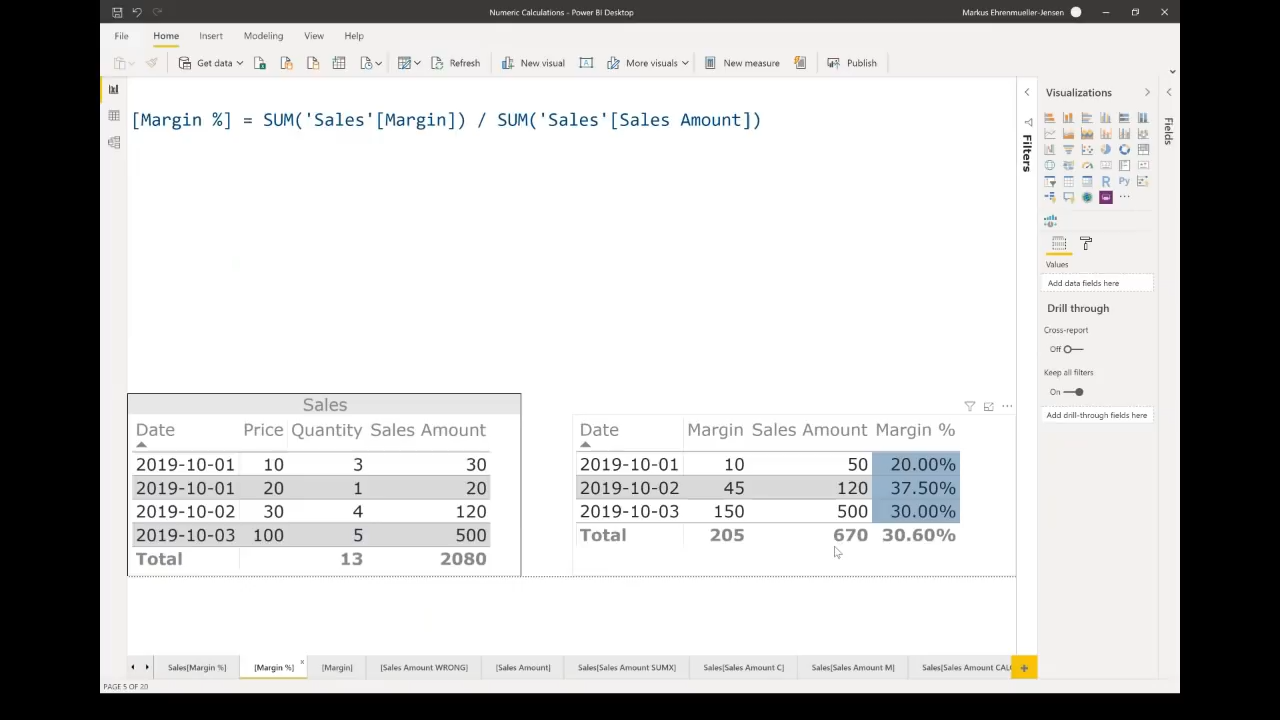 Numeric Calculations - Power BI Desktop
Markus Ehrenmueller-Jensen
File Home Insert Modeling View Help
Get data Refresh New visual More visuals New measure Publish
[Margin %] = SUM('Sales'[Margin]) / SUM('Sales'[Sales Amount])
Filters
Visualizations
Fields
R Py
Values
Add data fields here
Drill through
Cross-report
Off
Keep all filters
On
Add drill-through fields here
Sales
Date Price Quantity Sales Amount
2019-10-01 10 3 30
2019-10-01 20 1 20
2019-10-02 30 4 120
2019-10-03 100 5 500
Total 13 2080
Date Margin Sales Amount Margin %
2019-10-01 10 50 20.00%
2019-10-02 45 120 37.50%
2019-10-03 150 500 30.00%
Total 205 670 30.60%
Sales[Margin %] [Margin %] [Margin] [Sales Amount WRONG] [Sales Amount] Sales[Sales Amount SUMX] Sales[Sales Amount C] Sales[Sales Amount M] Sales[Sales Amount CAL
PAGE 5 OF 20